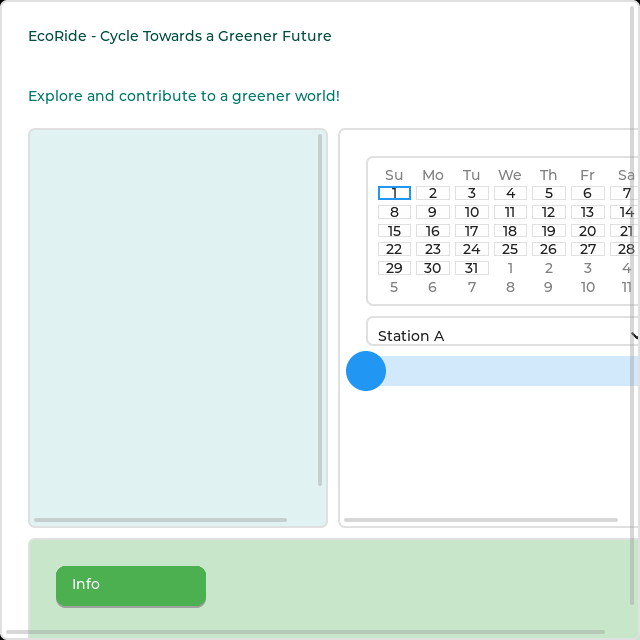 EcoRide - Cycle Towards a Greener Future
Explore and contribute to a greener world!
Su Mo Tu We Th Fr Sa
1 2 3 4 5 6 7
8 9 10 11 12 13 14
15 16 17 18 19 20 21
22 23 24 25 26 27 28
29 30 31 1 2 3 4
5 6 7 8 9 10 11
Station A
Info